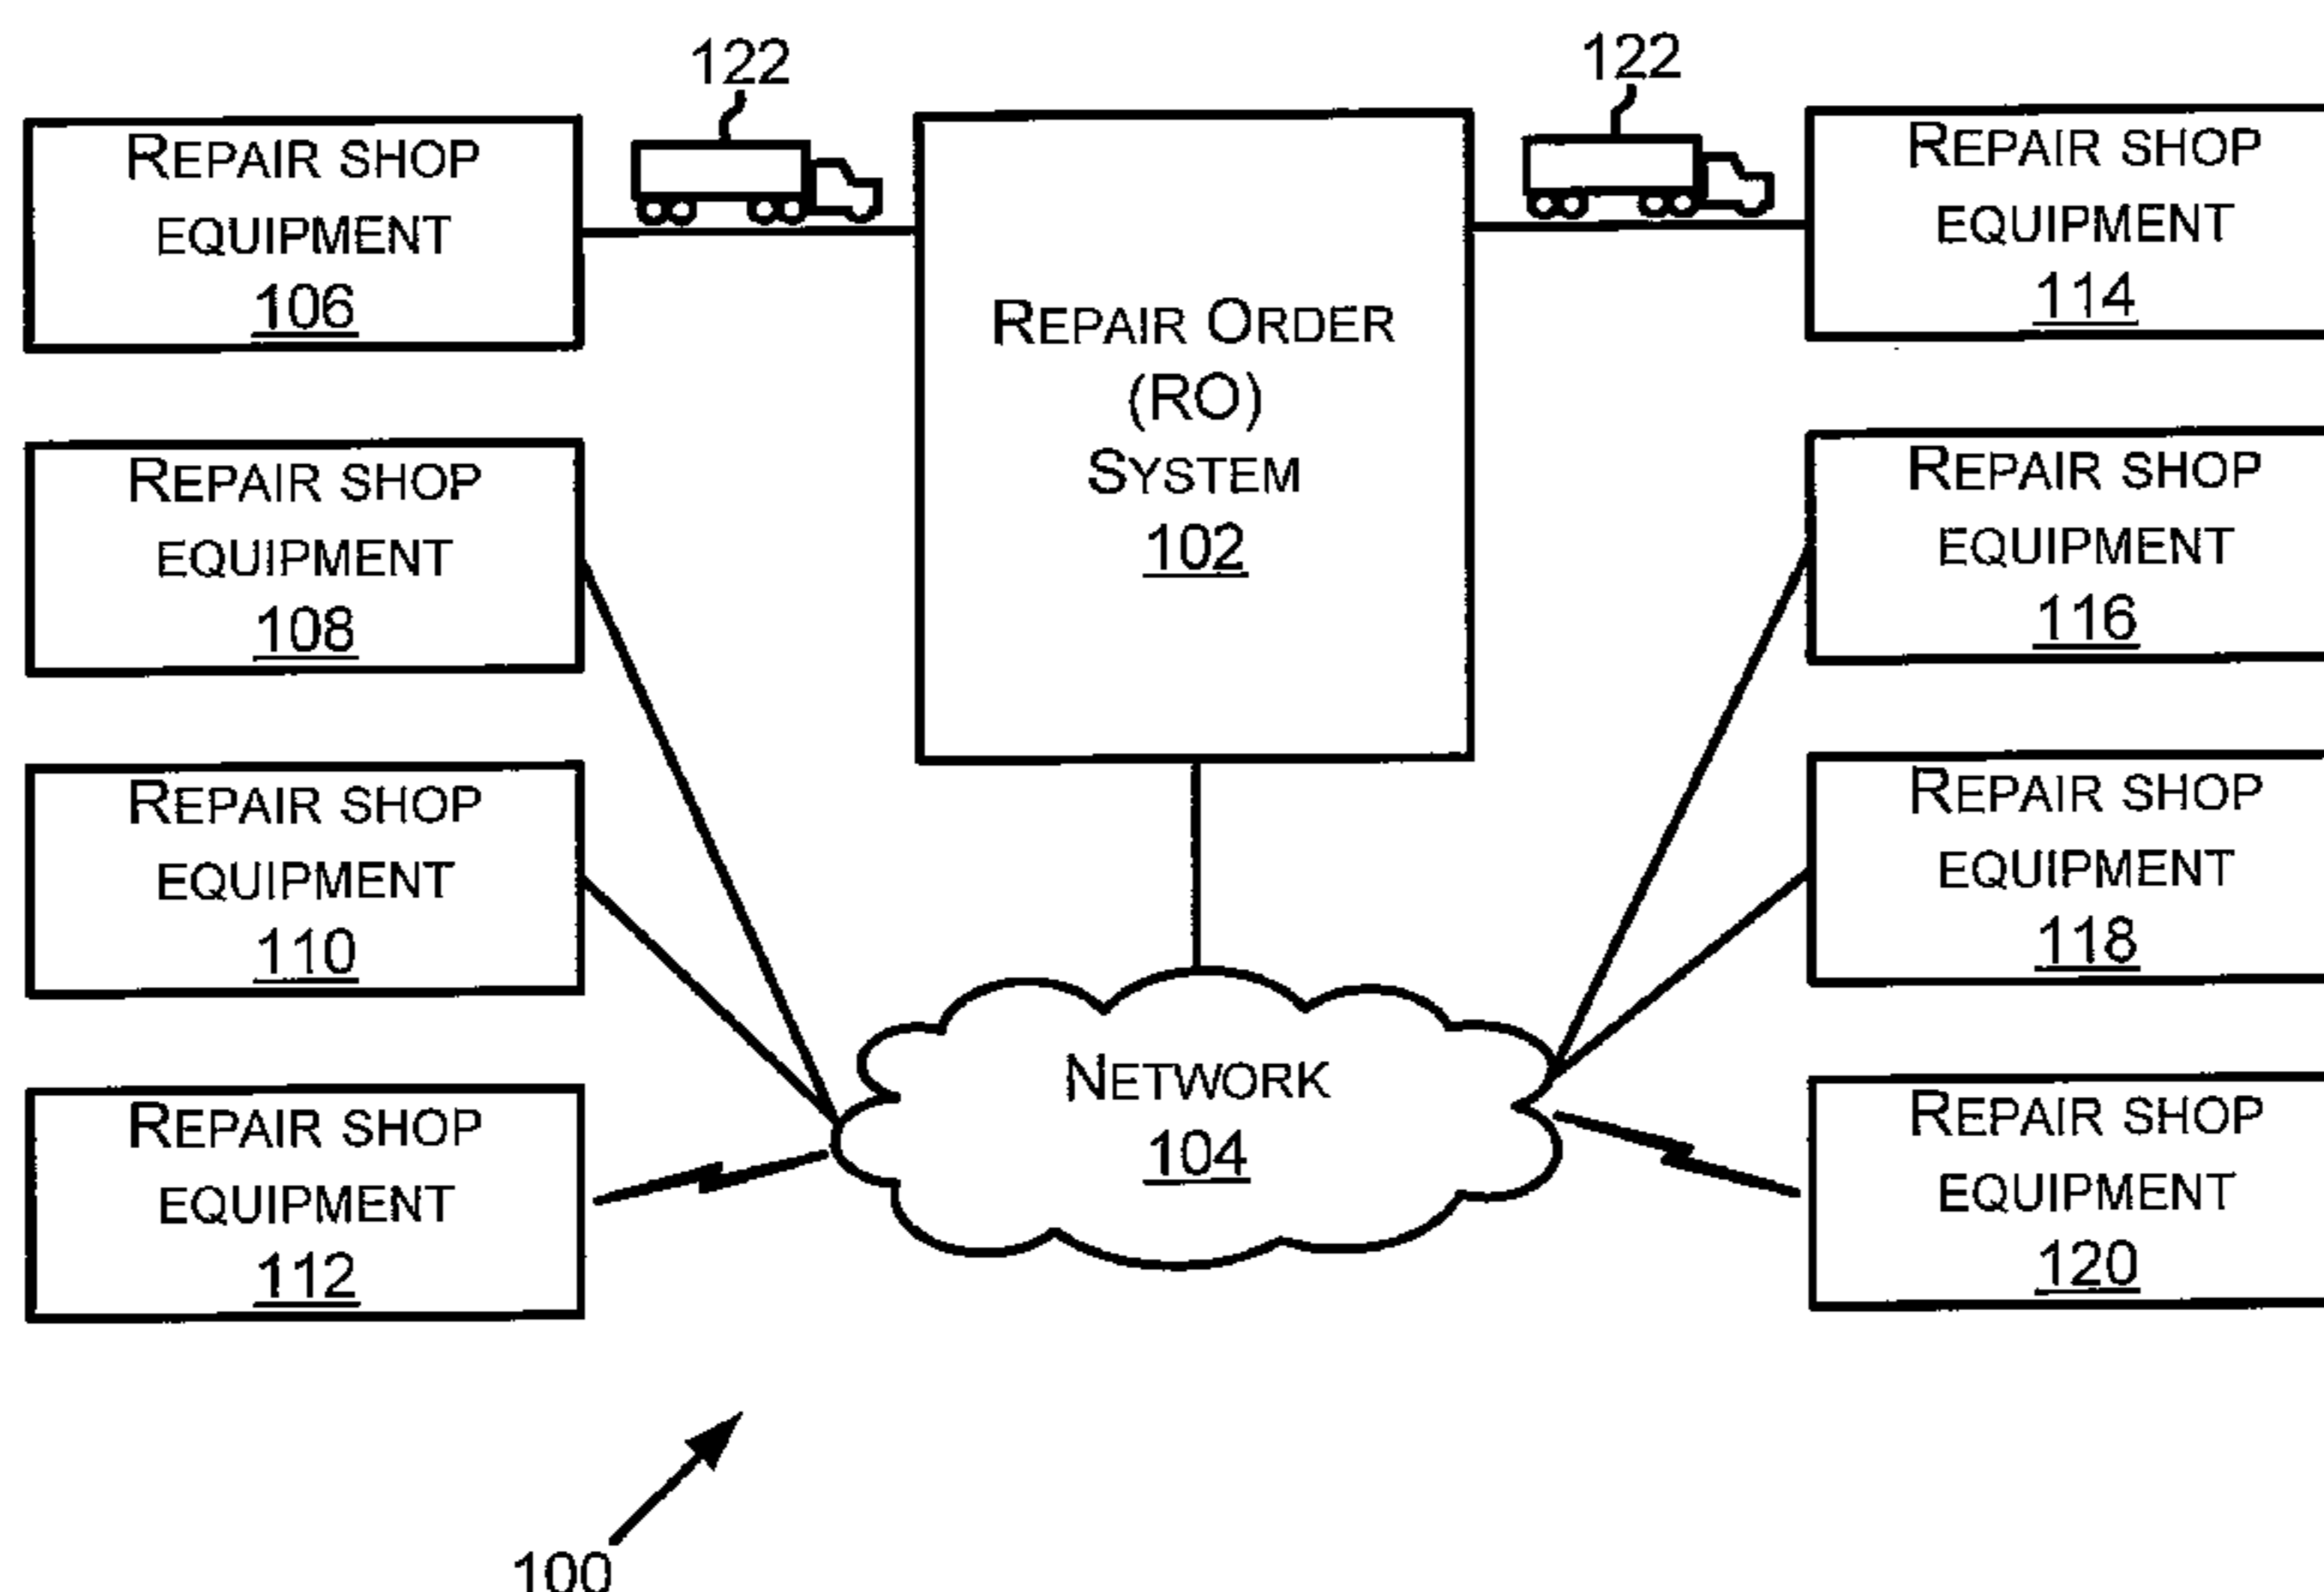 122
122
REPAIR SHOP
EQUIPMENT
106
REPAIR SHOP
EQUIPMENT
108
REPAIR SHOP
EQUIPMENT
110
REPAIR SHOP
EQUIPMENT
112
REPAIR ORDER
(RO)
SYSTEM
102
NETWORK
104
REPAIR SHOP
EQUIPMENT
114
REPAIR SHOP
EQUIPMENT
116
REPAIR SHOP
EQUIPMENT
118
REPAIR SHOP
EQUIPMENT
120
100